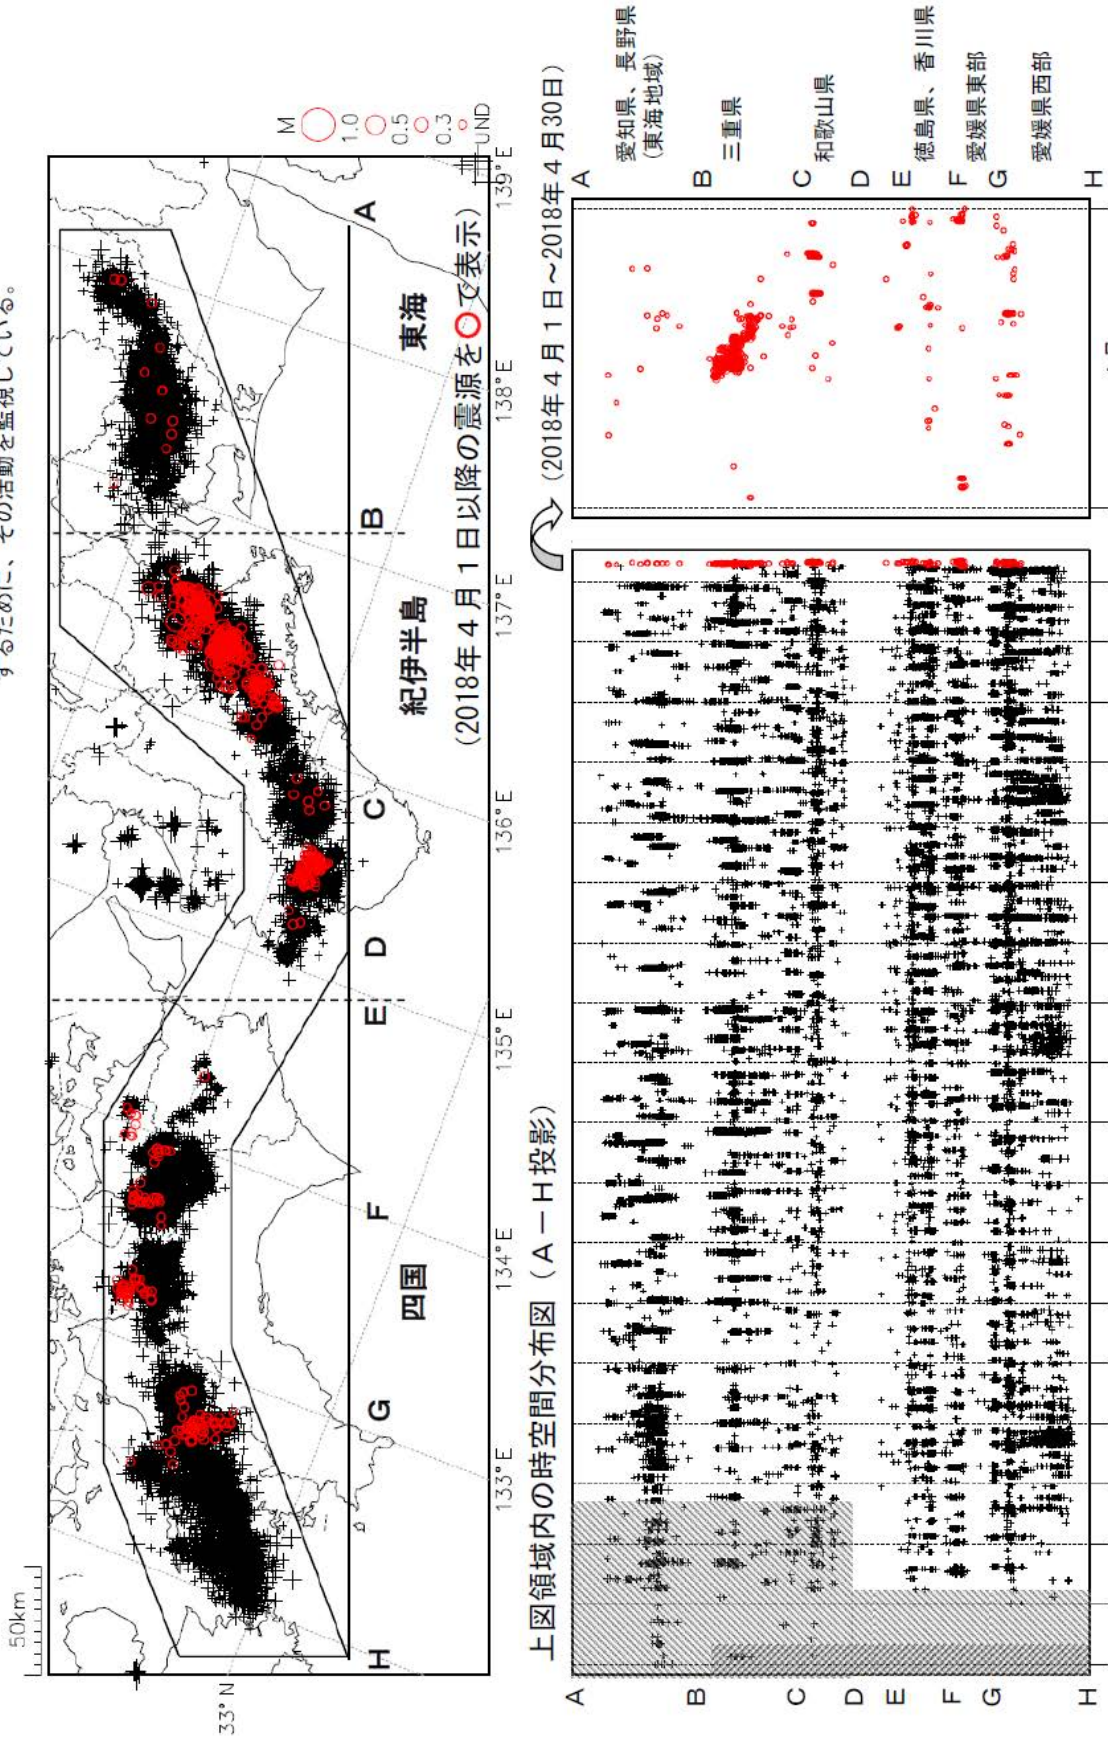 するために、その活動を監視している。
50km
M
1.0
0.5
0.3
UND
33°N
133°E
134°E
135°E
136°E
137°E
138°E
139°E
H
G
F
E
D
C
B
A
四国
紀伊半島
東海
(2018年4月1日以降の震源を○で表示)
上図領域内の時空間分布図（A－H投影）
(2018年4月1日～2018年4月30日)
A
B
C
D
E
F
G
H
A
B
C
D
E
F
G
H
愛知県、長野県
(東海地域)
三重県
和歌山県
徳島県、香川県
愛媛県東部
愛媛県西部